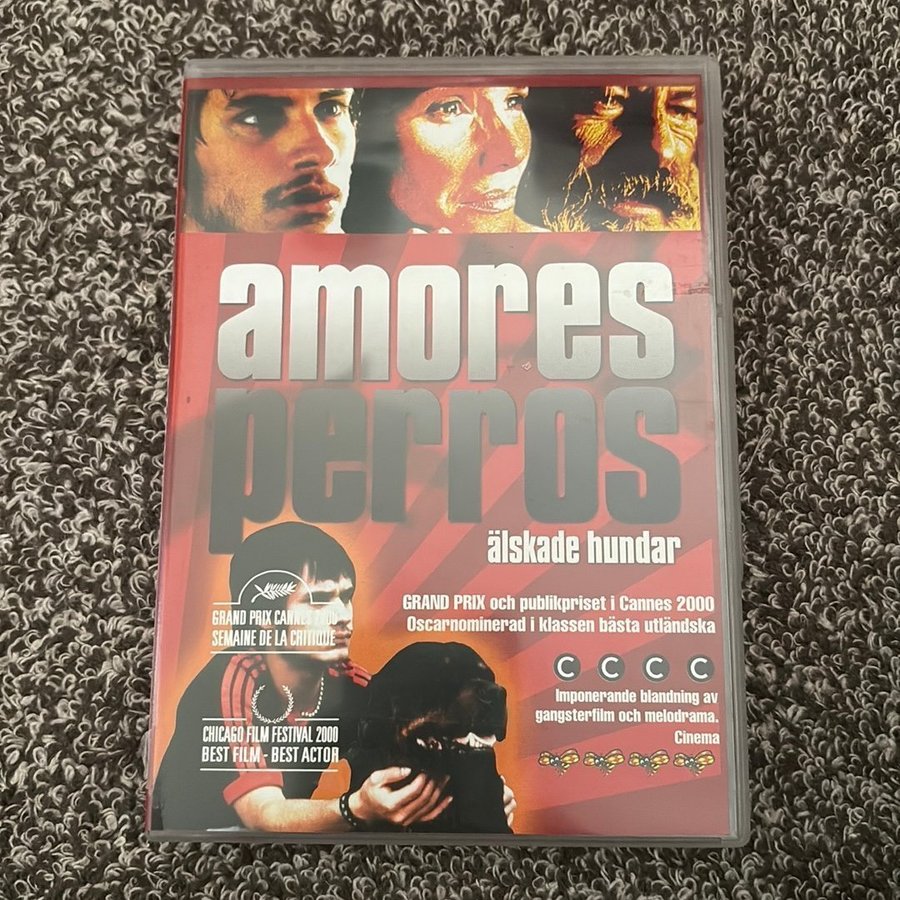 amores
perros
älskade hundar
GRAND PRIX och publikpriset i Cannes 2000
Oscarnominerad i klassen bästa utländska
C C C C
Imponerande blandning av
gangsterfilm och melodrama.
Cinema
GRAND PRIX CANNES 2000
SEMAINE DE LA CRITIQUE
CHICAGO FILM FESTIVAL 2000
BEST FILM - BEST ACTOR